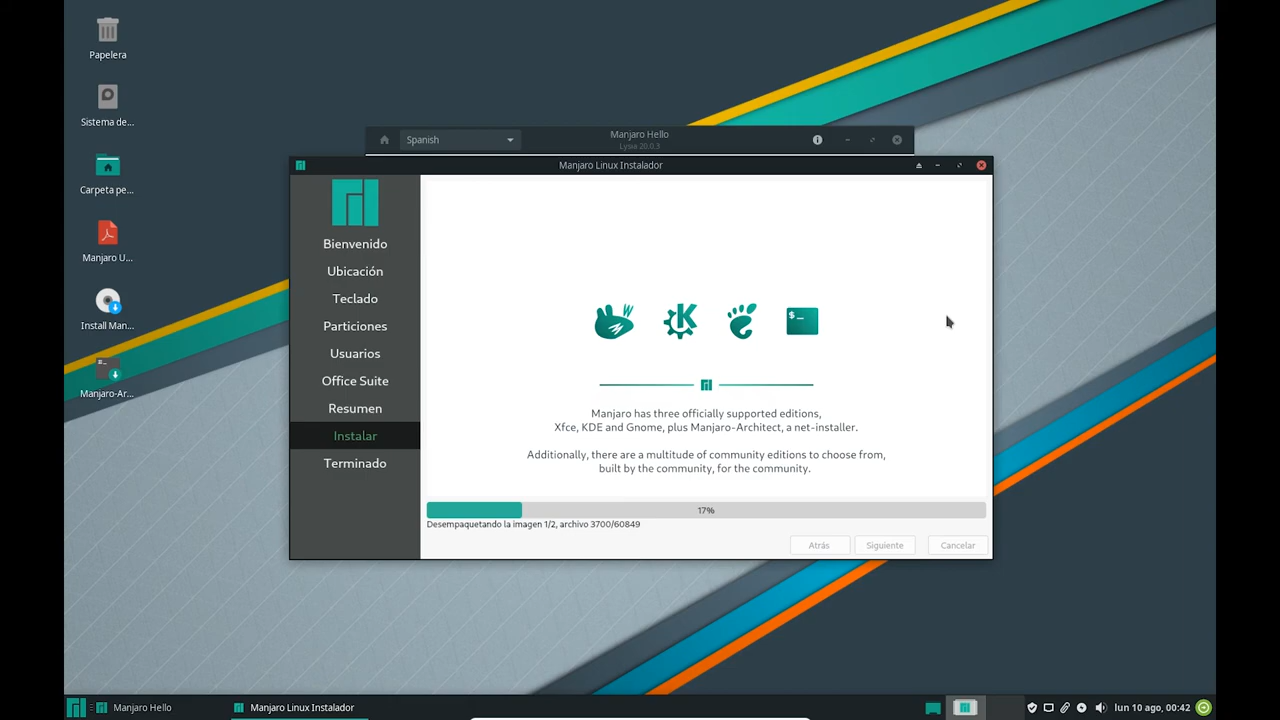 Papelera
Sistema de...
Carpeta pe...
Manjaro U...
Install Man...
Manjaro-Ar...
Spanish
Manjaro Hello
Lysia 20.0.3
Manjaro Linux Instalador
Bienvenido
Ubicación
Teclado
Particiones
Usuarios
Office Suite
Resumen
Instalar
Terminado
$_
Manjaro has three officially supported editions,
Xfce, KDE and Gnome, plus Manjaro-Architect, a net-installer.
Additionally, there are a multitude of community editions to choose from,
built by the community, for the community.
17%
Desempaquetando la imagen 1/2, archivo 3700/60849
Atrás
Siguiente
Cancelar
Manjaro Hello
Manjaro Linux Instalador
lun 10 ago, 00:42